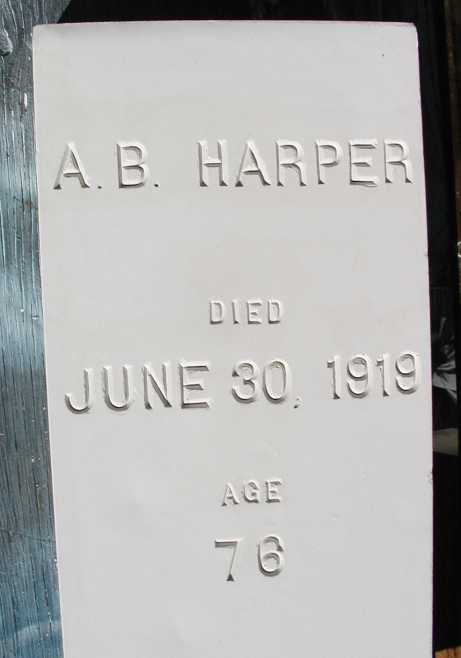 A. B. HARPER
DIED
JUNE 30, 1919
AGE
76